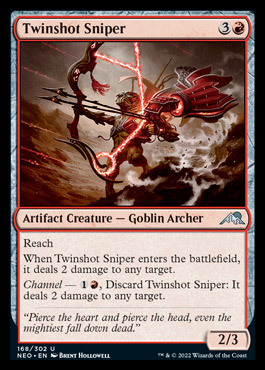 Twinshot Sniper 3
Artifact Creature — Goblin Archer
Reach
When Twinshot Sniper enters the battlefield,
it deals 2 damage to any target.
Channel — 1, Discard Twinshot Sniper: It
deals 2 damage to any target.
“Pierce the heart and pierce the head, even the
mightiest fall down dead.”
2/3
168/302 U
NEO • EN Brent Hollowell ™ & © 2022 Wizards of the Coast